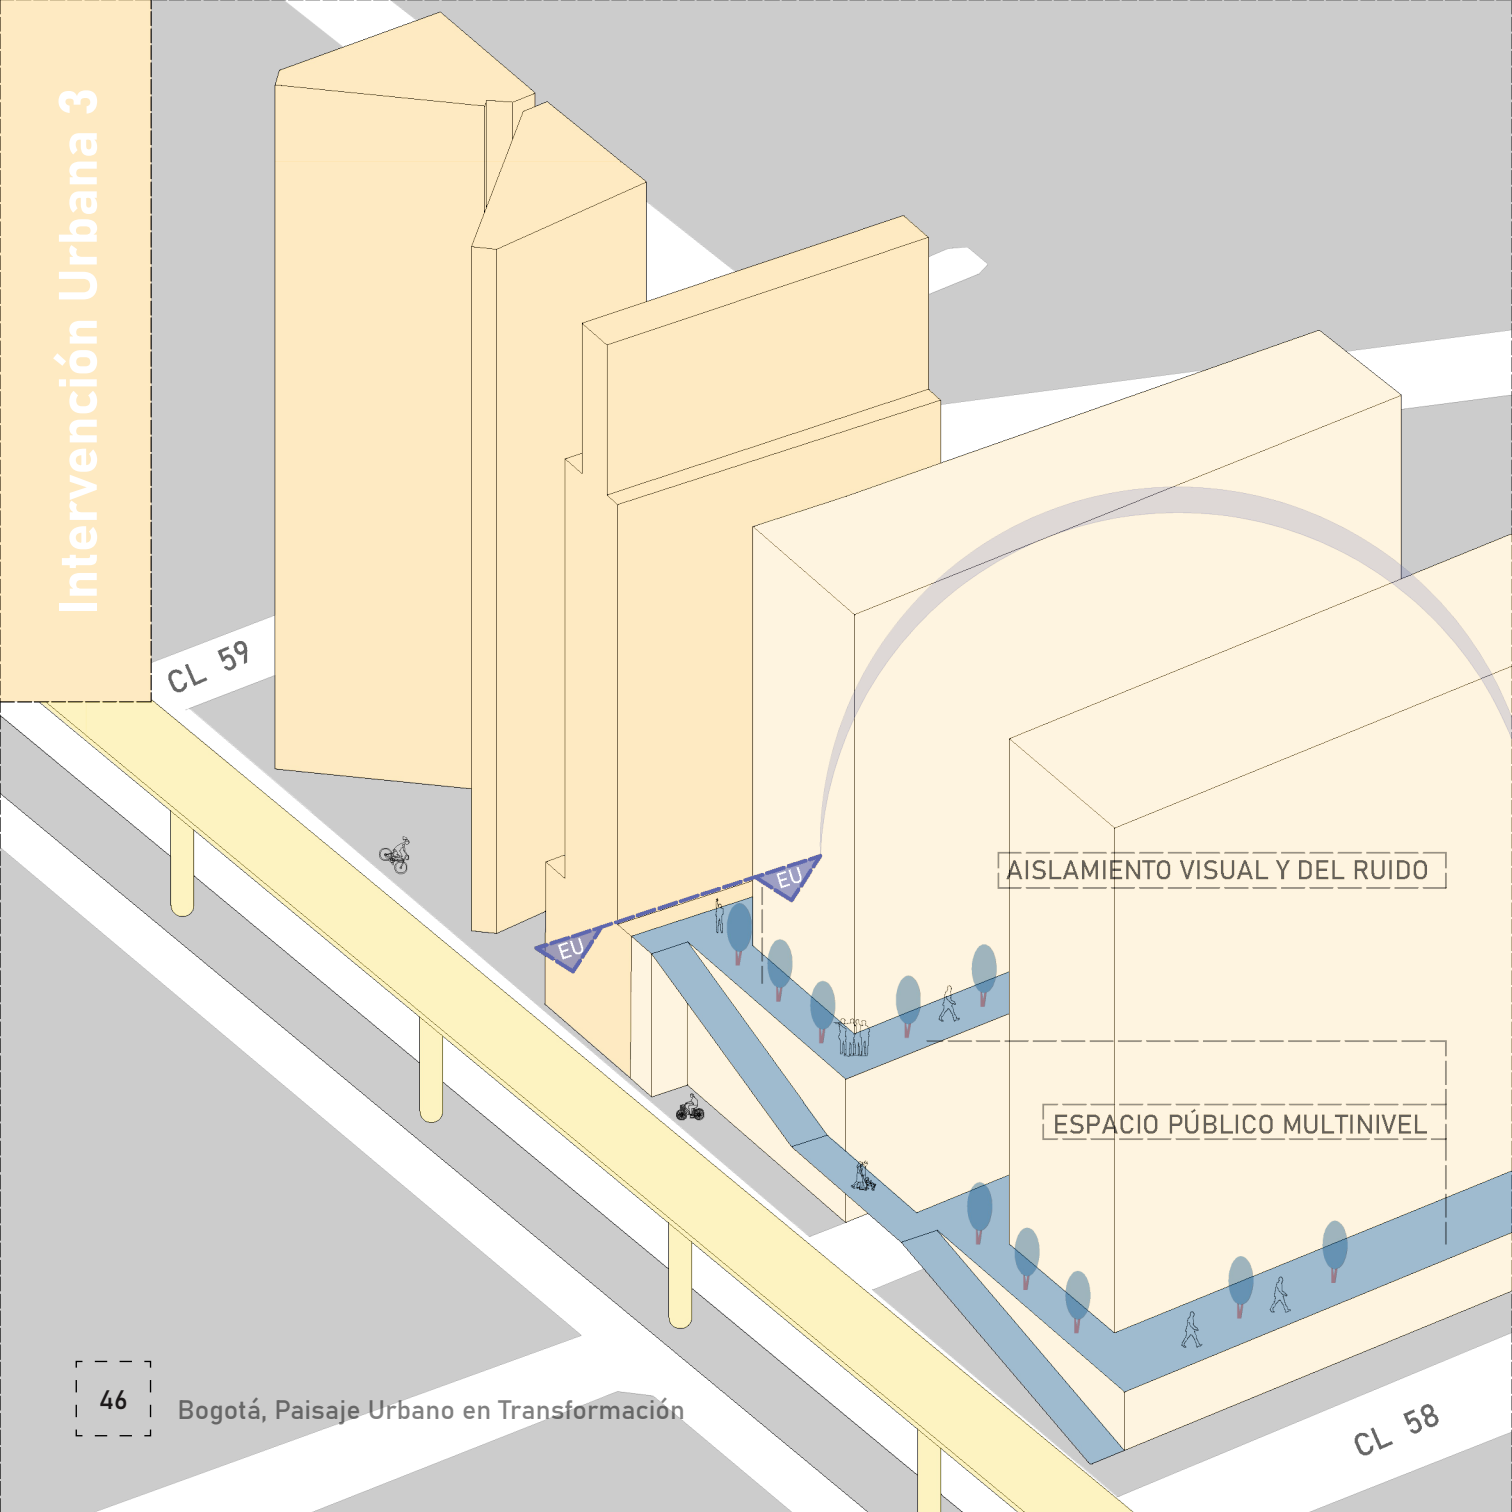 Intervención Urbana 3
CL 59
EU
EU
AISLAMIENTO VISUAL Y DEL RUIDO
ESPACIO PÚBLICO MULTINIVEL
CL 58
46
Bogotá, Paisaje Urbano en Transformación